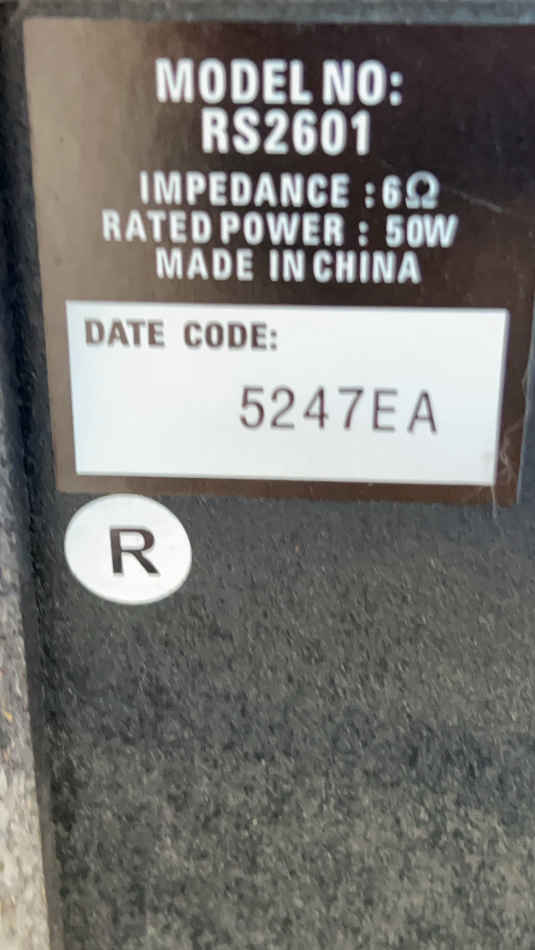 MODEL NO:
RS2601
IMPEDANCE : 6Ω
RATED POWER : 50W
MADE IN CHINA
DATE CODE:
5247EA
R